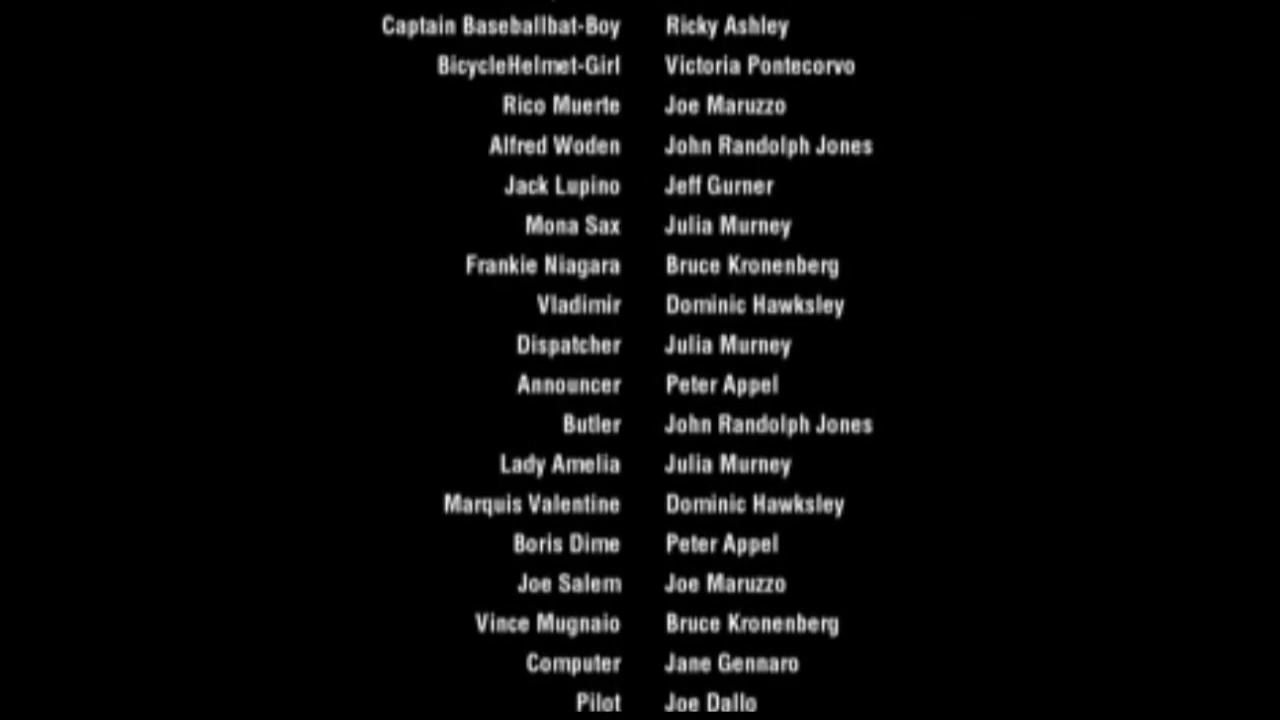 Captain Baseballbat-Boy Ricky Ashley
BicycleHelmet-Girl Victoria Pontecorvo
Rico Muerte Joe Maruzzo
Alfred Woden John Randolph Jones
Jack Lupino Jeff Gurner
Mona Sax Julia Murney
Frankie Niagara Bruce Kronenberg
Vladimir Dominic Hawksley
Dispatcher Julia Murney
Announcer Peter Appel
Butler John Randolph Jones
Lady Amelia Julia Murney
Marquis Valentine Dominic Hawksley
Boris Dime Peter Appel
Joe Salem Joe Maruzzo
Vince Mugnaio Bruce Kronenberg
Computer Jane Gennaro
Pilot Joe Dallo